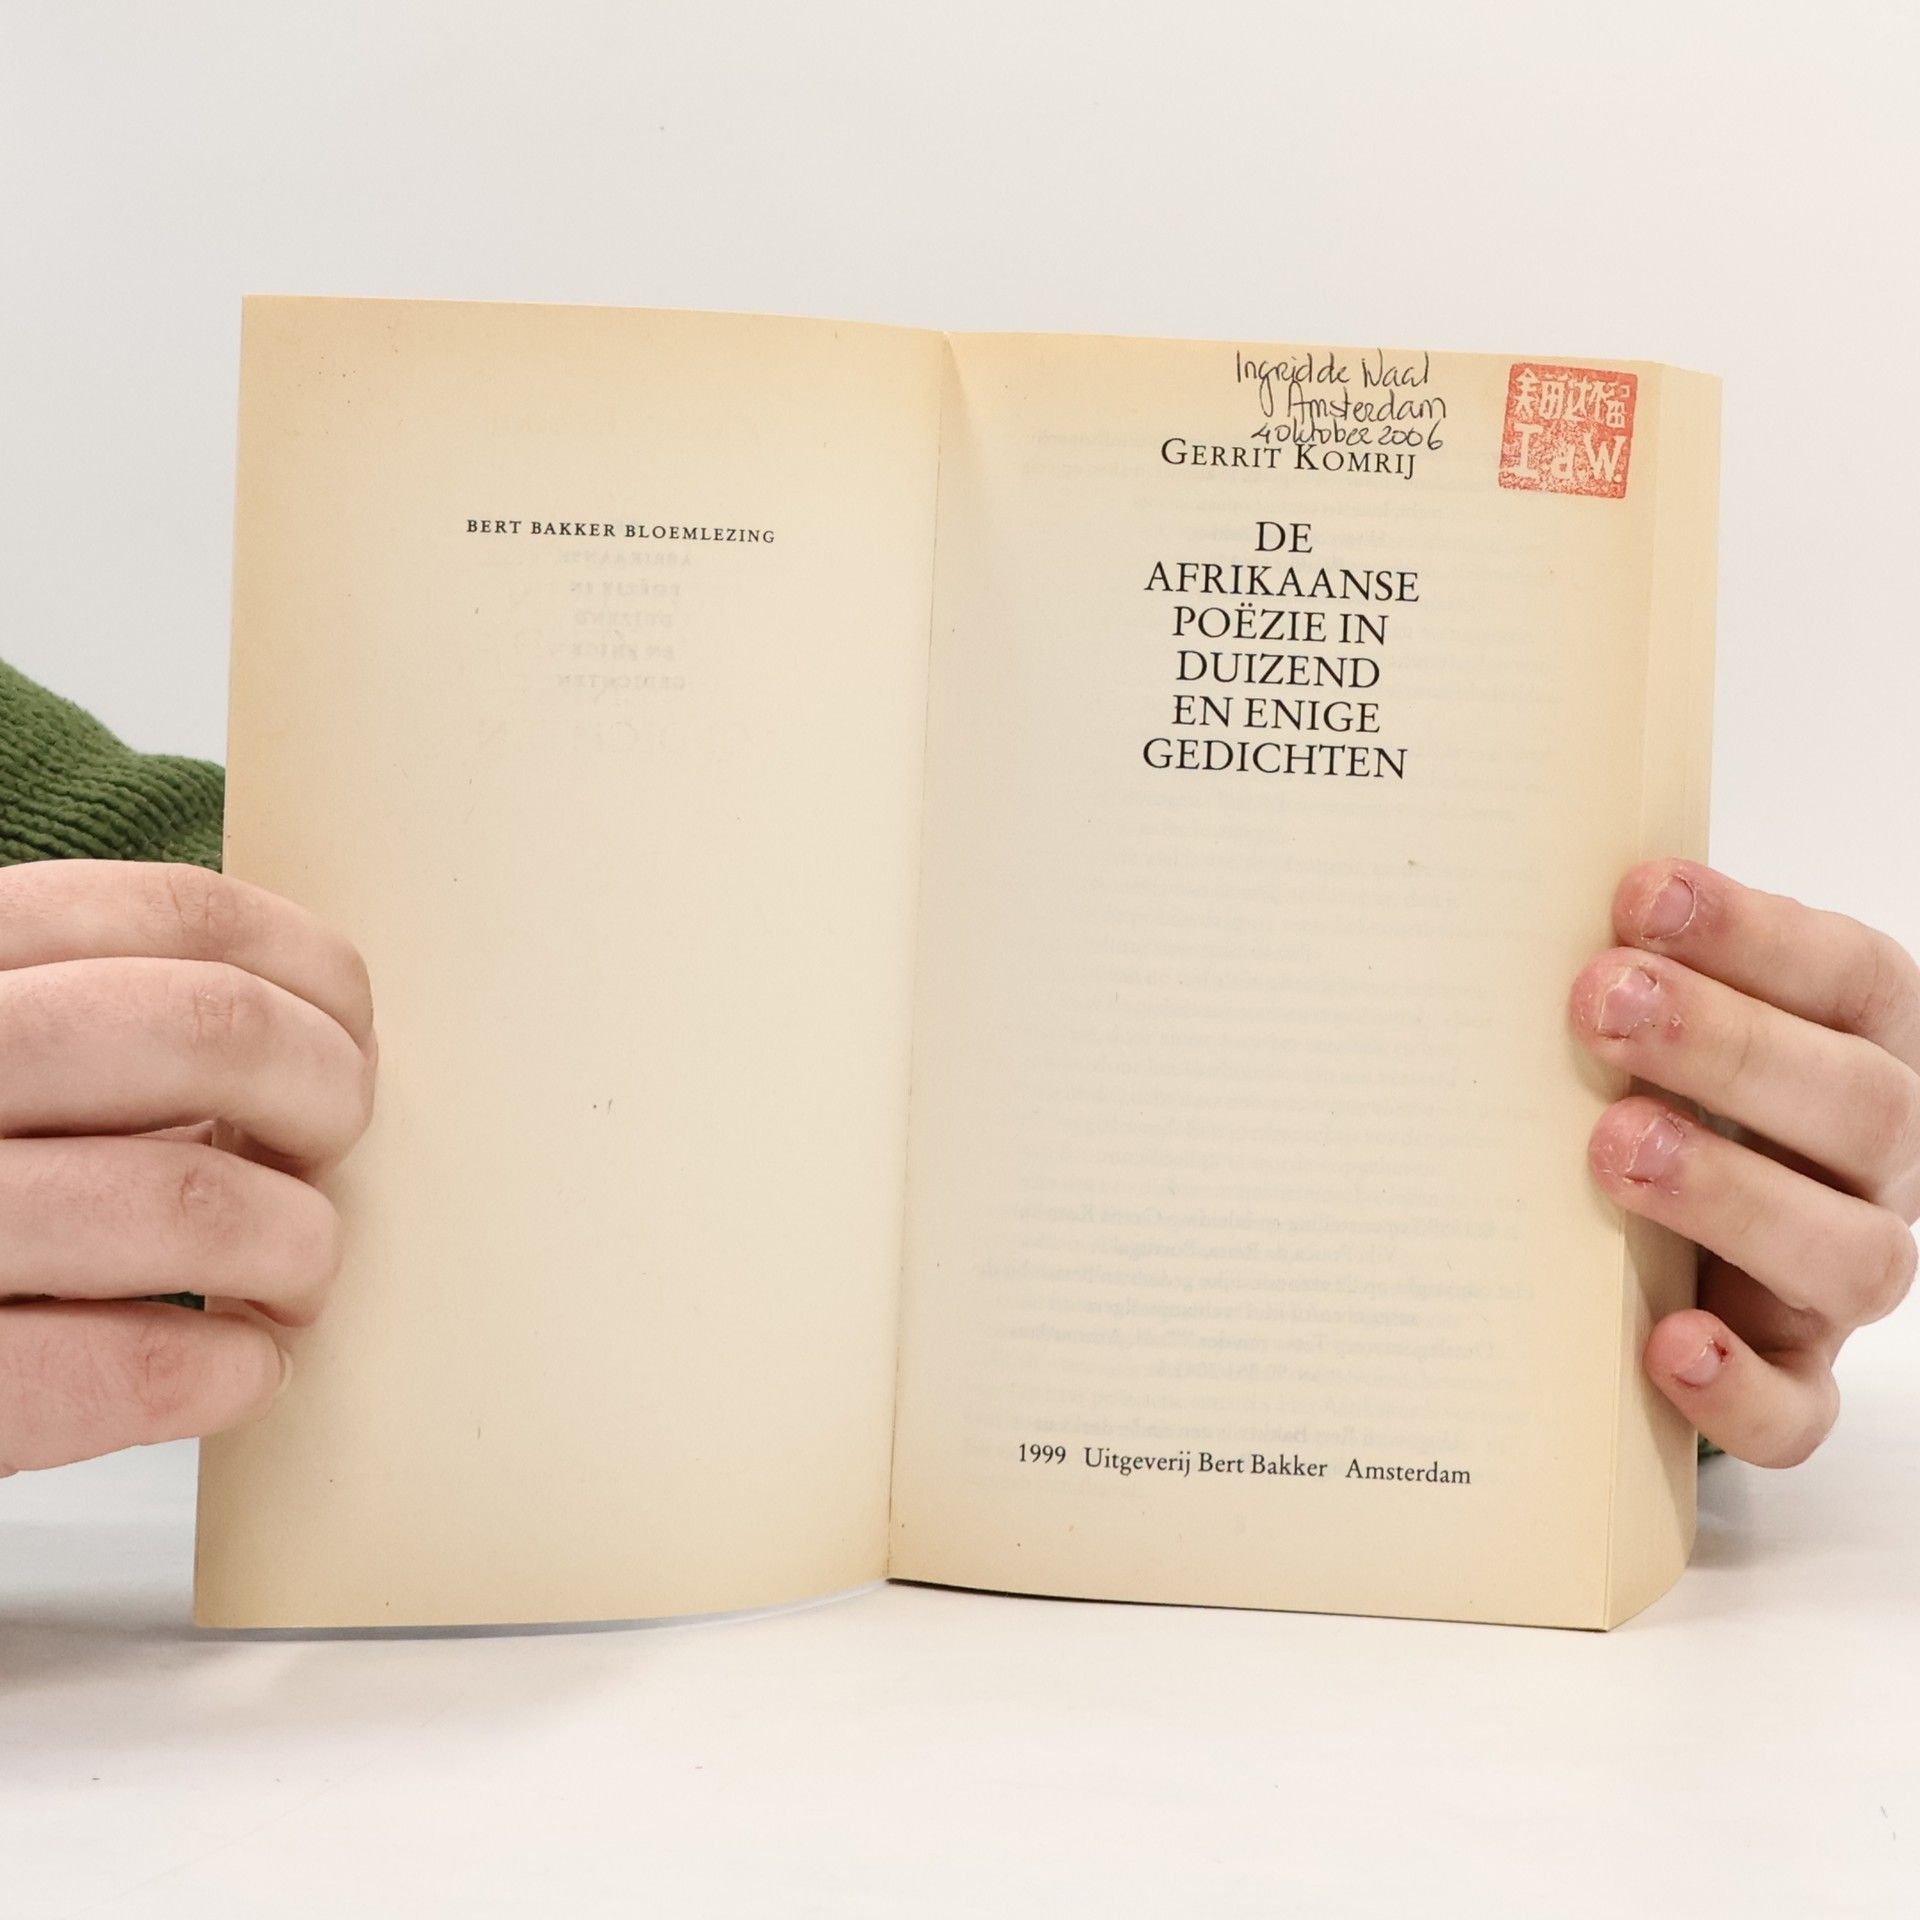 BERT BAKKER BLOEMLEZING
Ingrid de Waal
Amsterdam
4 oktober 2006
I.d.W.
GERRIT KOMRIJ
DE
AFRIKAANSE
POËZIE IN
DUIZEND
EN ENIGE
GEDICHTEN
1999 Uitgeverij Bert Bakker Amsterdam